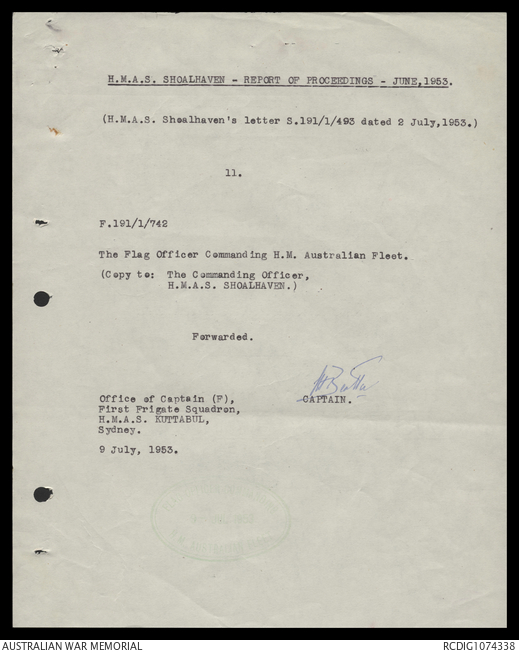 H.M.A.S. SHOALHAVEN - REPORT OF PROCEEDINGS - JUNE, 1953.
(H.M.A.S. Shoalhaven's letter S.191/1/493 dated 2 July, 1953.)
11.
F.191/1/742
The Flag Officer Commanding H.M. Australian Fleet.
(Copy to: The Commanding Officer,
H.M.A.S. SHOALHAVEN.)
Forwarded.
Office of Captain (F),
CAPTAIN.
First Frigate Squadron,
H.M.A.S. KUTTABUL,
Sydney.
9 July, 1953.
AUSTRALIAN WAR MEMORIAL
RCDIG1074338